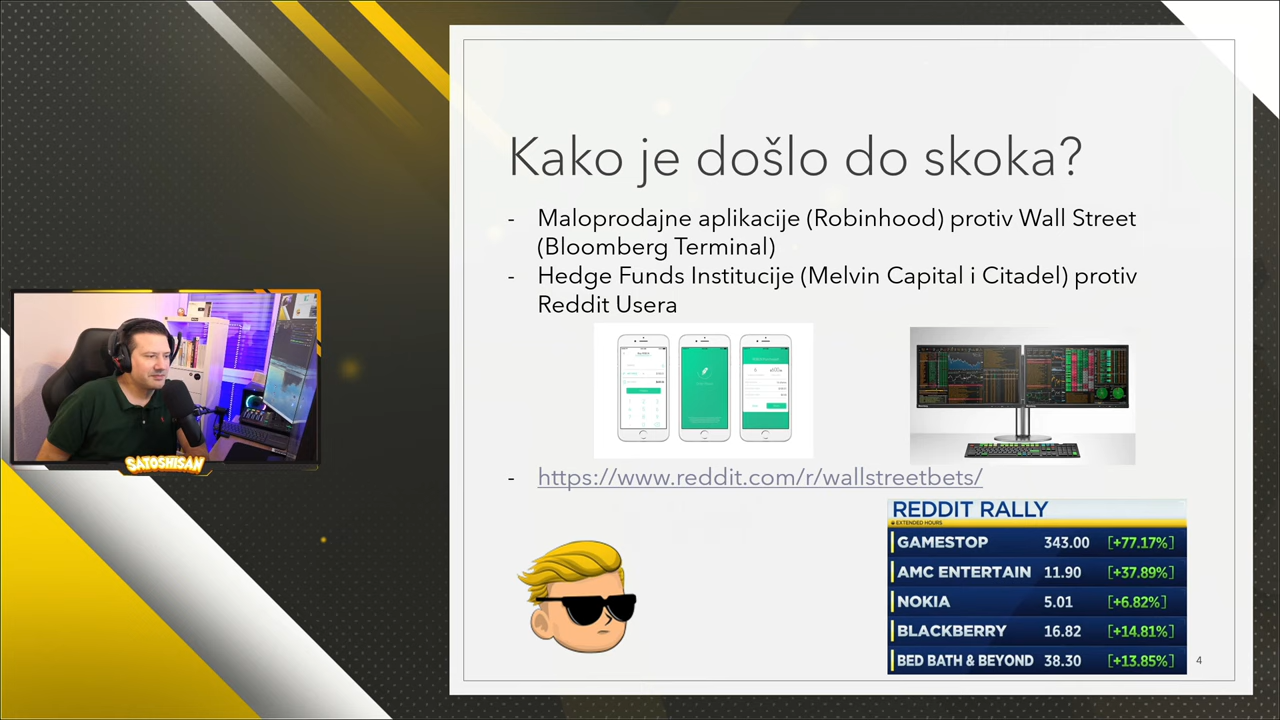 Kako je došlo do skoka?
- Maloprodajne aplikacije (Robinhood) protiv Wall Street
(Bloomberg Terminal)
- Hedge Funds Institucije (Melvin Capital i Citadel) protiv
Reddit Usera
- https://www.reddit.com/r/wallstreetbets/
SATOSHISAN
REDDIT RALLY
EXTENDED HOURS
GAMESTOP 343.00 [+77.17%]
AMC ENTERTAIN 11.90 [+37.89%]
NOKIA 5.01 [+6.82%]
BLACKBERRY 16.82 [+14.81%]
BED BATH & BEYOND 38.30 [+13.85%]
4